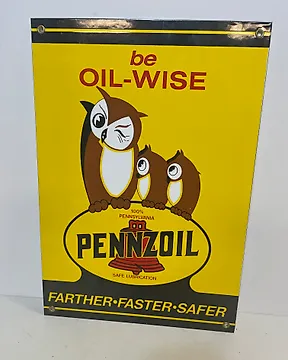 be
OIL-WISE
100%
PENNSYLVANIA
PENNZOIL
SAFE LUBRICATION
FARTHER•FASTER•SAFER